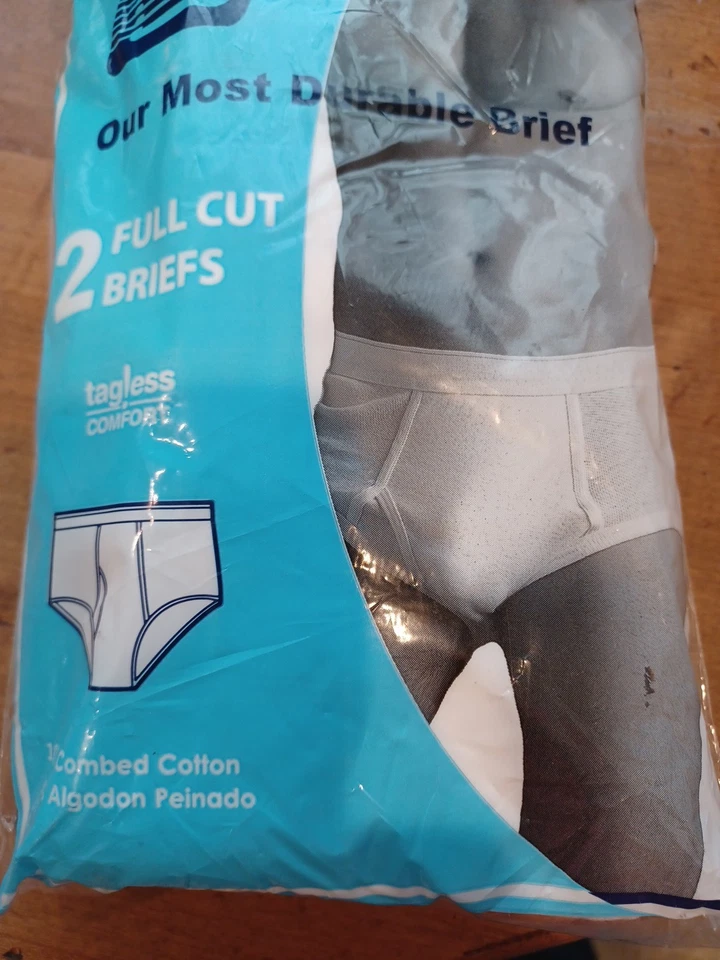 Our Most Durable Brief
2 FULL CUT
BRIEFS
tagless
COMFORT
Combed Cotton
Algodon Peinado